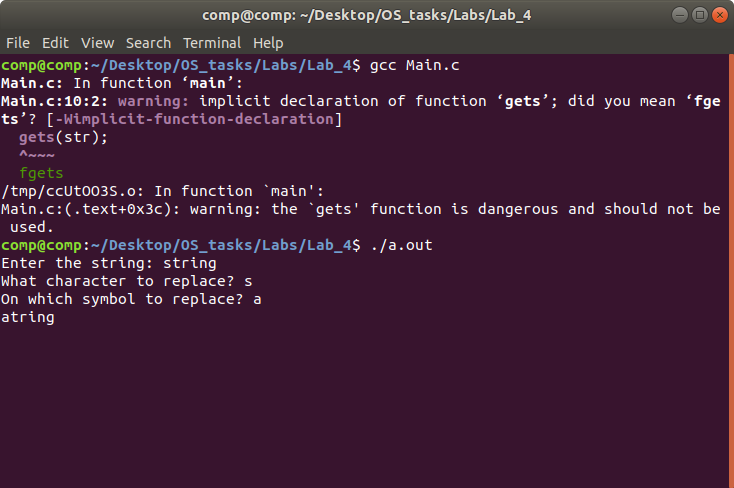 comp@comp: ~/Desktop/OS_tasks/Labs/Lab_4
File Edit View Search Terminal Help
comp@comp:~/Desktop/OS_tasks/Labs/Lab_4$ gcc Main.c
Main.c: In function ‘main’:
Main.c:10:2: warning: implicit declaration of function ‘gets’; did you mean ‘fge
ts’? [-Wimplicit-function-declaration]
  gets(str);
  ^~~~
  fgets
/tmp/ccUtOO3S.o: In function `main':
Main.c:(.text+0x3c): warning: the `gets' function is dangerous and should not be
 used.
comp@comp:~/Desktop/OS_tasks/Labs/Lab_4$ ./a.out
Enter the string: string
What character to replace? s
On which symbol to replace? a
atring